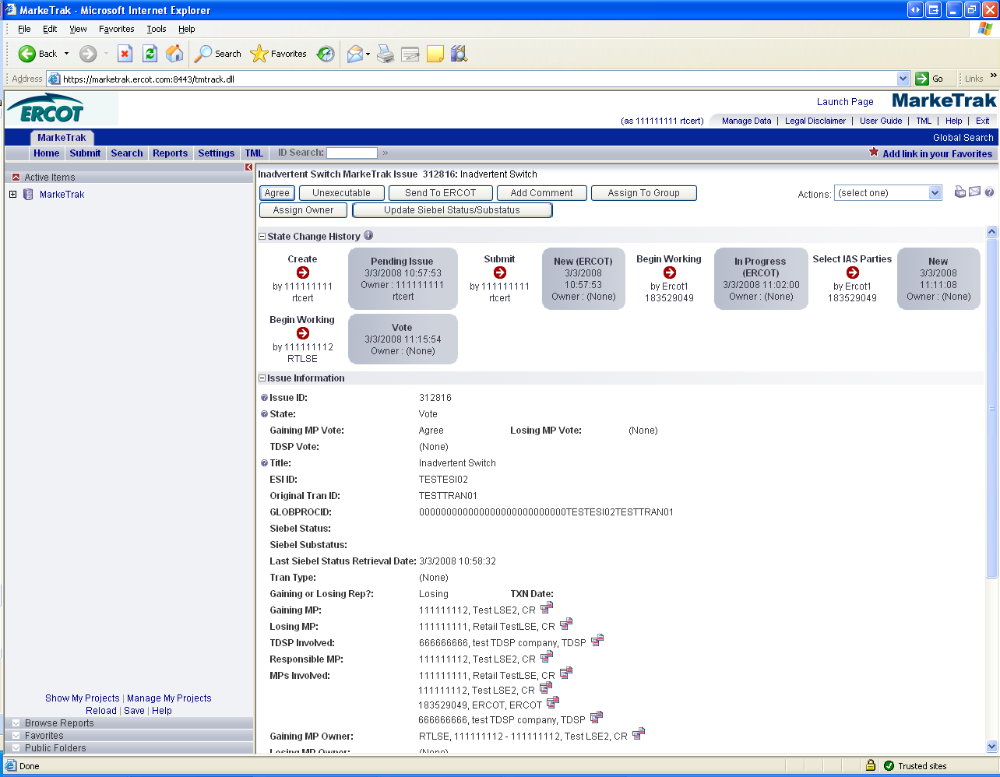 MarkeTrak - Microsoft Internet Explorer
File Edit View Favorites Tools Help
Back Search Favorites
Address https://marketrak.ercot.com:8443/tmtrack.dll Go Links »
ERCOT Launch Page MarkeTrak
(as 111111111 rtcert) Manage Data | Legal Disclaimer | User Guide | TML | Help | Exit
MarkeTrak Global Search
Home Submit Search Reports Settings TML ID Search: » Add link in your Favorites
Active Items
MarkeTrak
Show My Projects | Manage My Projects
Reload | Save | Help
Browse Reports
Favorites
Public Folders
Inadvertent Switch MarkeTrak Issue 312816: Inadvertent Switch
Agree Unexecutable Send To ERCOT Add Comment Assign To Group Actions: (select one)
Assign Owner Update Siebel Status/Substatus
State Change History
Create
by 111111111
rtcert
Pending Issue
3/3/2008 10:57:53
Owner : 111111111
rtcert
Submit
by 111111111
rtcert
New (ERCOT)
3/3/2008
10:57:53
Owner : (None)
Begin Working
by Ercot1
183529049
In Progress
(ERCOT)
3/3/2008 11:02:00
Owner : (None)
Select IAS Parties
by Ercot1
183529049
New
3/3/2008
11:11:08
Owner : (None)
Begin Working
by 111111112
RTLSE
Vote
3/3/2008 11:15:54
Owner : (None)
Issue Information
Issue ID: 312816
State: Vote
Gaining MP Vote: Agree Losing MP Vote: (None)
TDSP Vote: (None)
Title: Inadvertent Switch
ESI ID: TESTESI02
Original Tran ID: TESTTRAN01
GLOBPROCID: 000000000000000000000000000TESTESI02TESTTRAN01
Siebel Status:
Siebel Substatus:
Last Siebel Status Retrieval Date: 3/3/2008 10:58:32
Tran Type: (None)
Gaining or Losing Rep?: Losing TXN Date:
Gaining MP: 111111112, Test LSE2, CR
Losing MP: 111111111, Retail TestLSE, CR
TDSP Involved: 666666666, test TDSP company, TDSP
Responsible MP: 111111112, Test LSE2, CR
MPs Involved: 111111111, Retail TestLSE, CR
111111112, Test LSE2, CR
183529049, ERCOT, ERCOT
666666666, test TDSP company, TDSP
Gaining MP Owner: RTLSE, 111111112 - 111111112, Test LSE2, CR
Losing MP Owner: (None)
Done Trusted sites